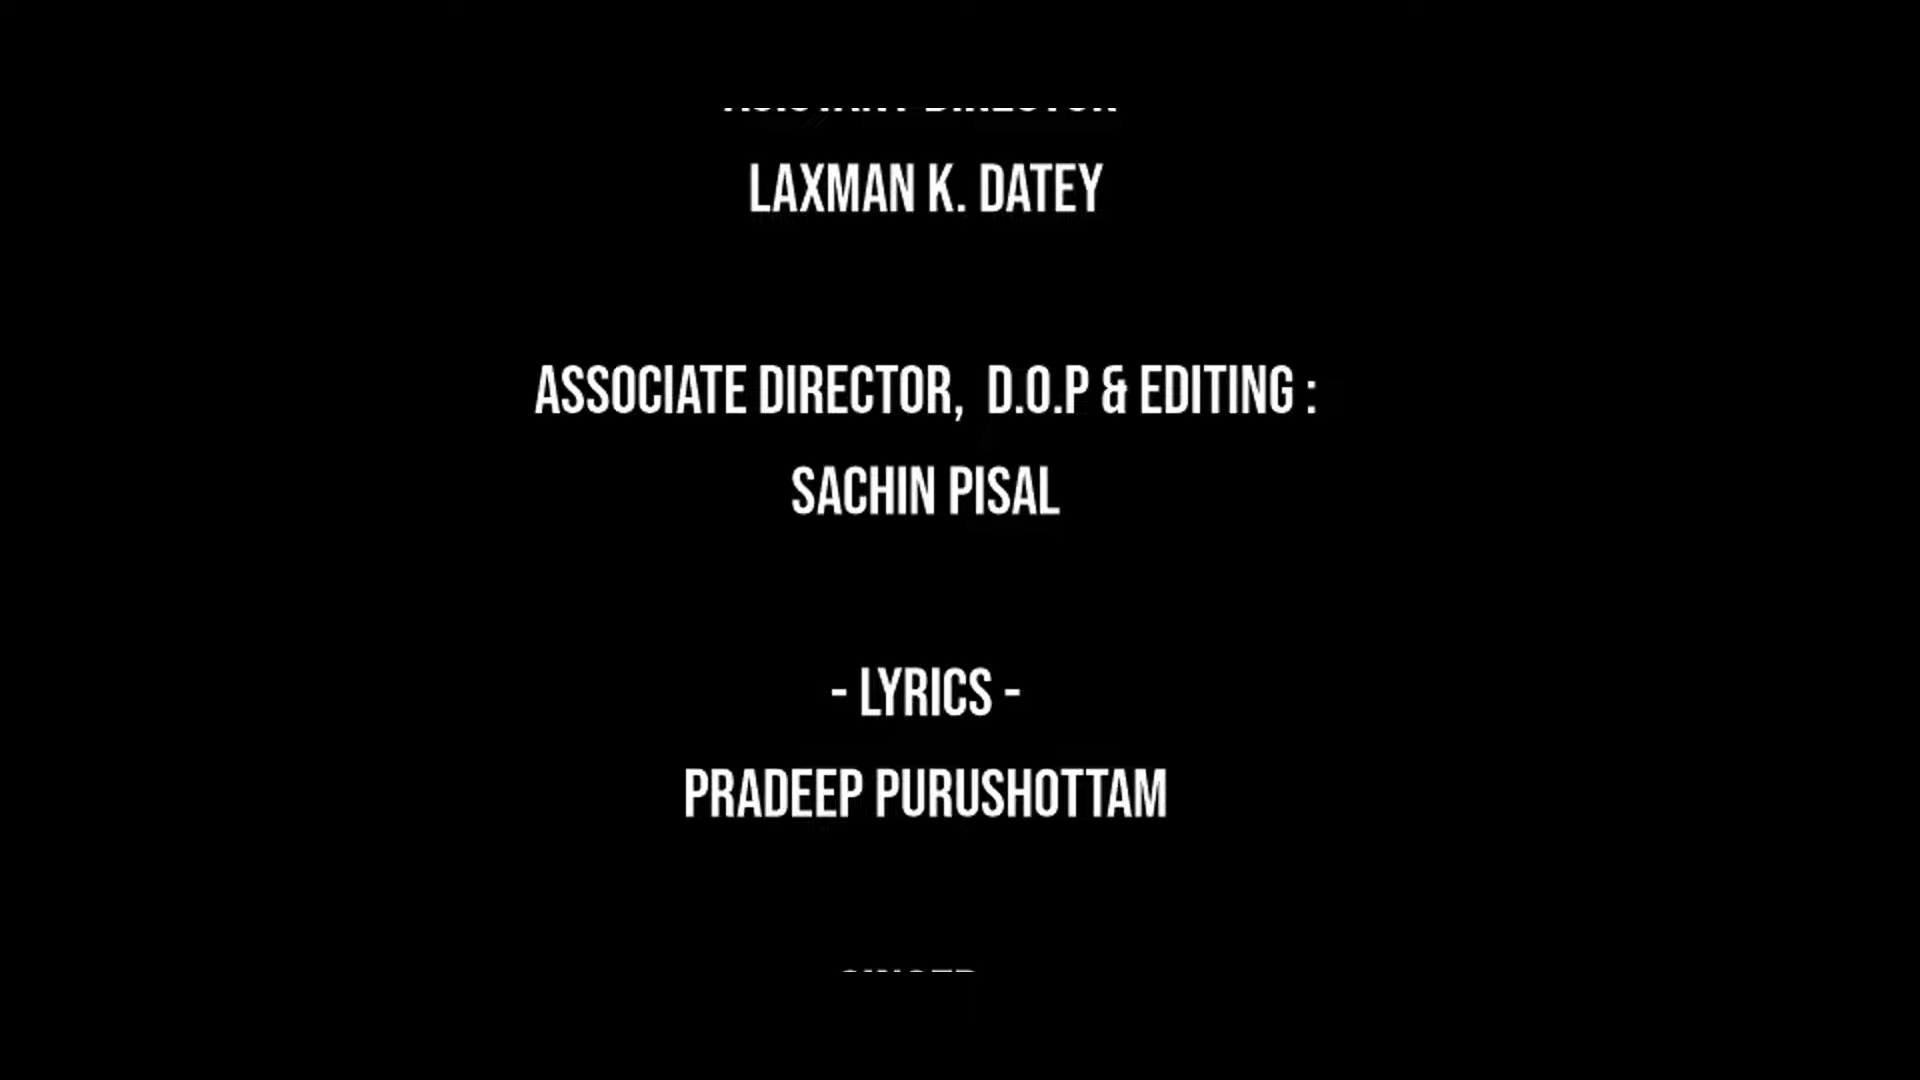 LAXMAN K. DATEY
ASSOCIATE DIRECTOR,  D.O.P & EDITING :
SACHIN PISAL
- LYRICS -
PRADEEP PURUSHOTTAM